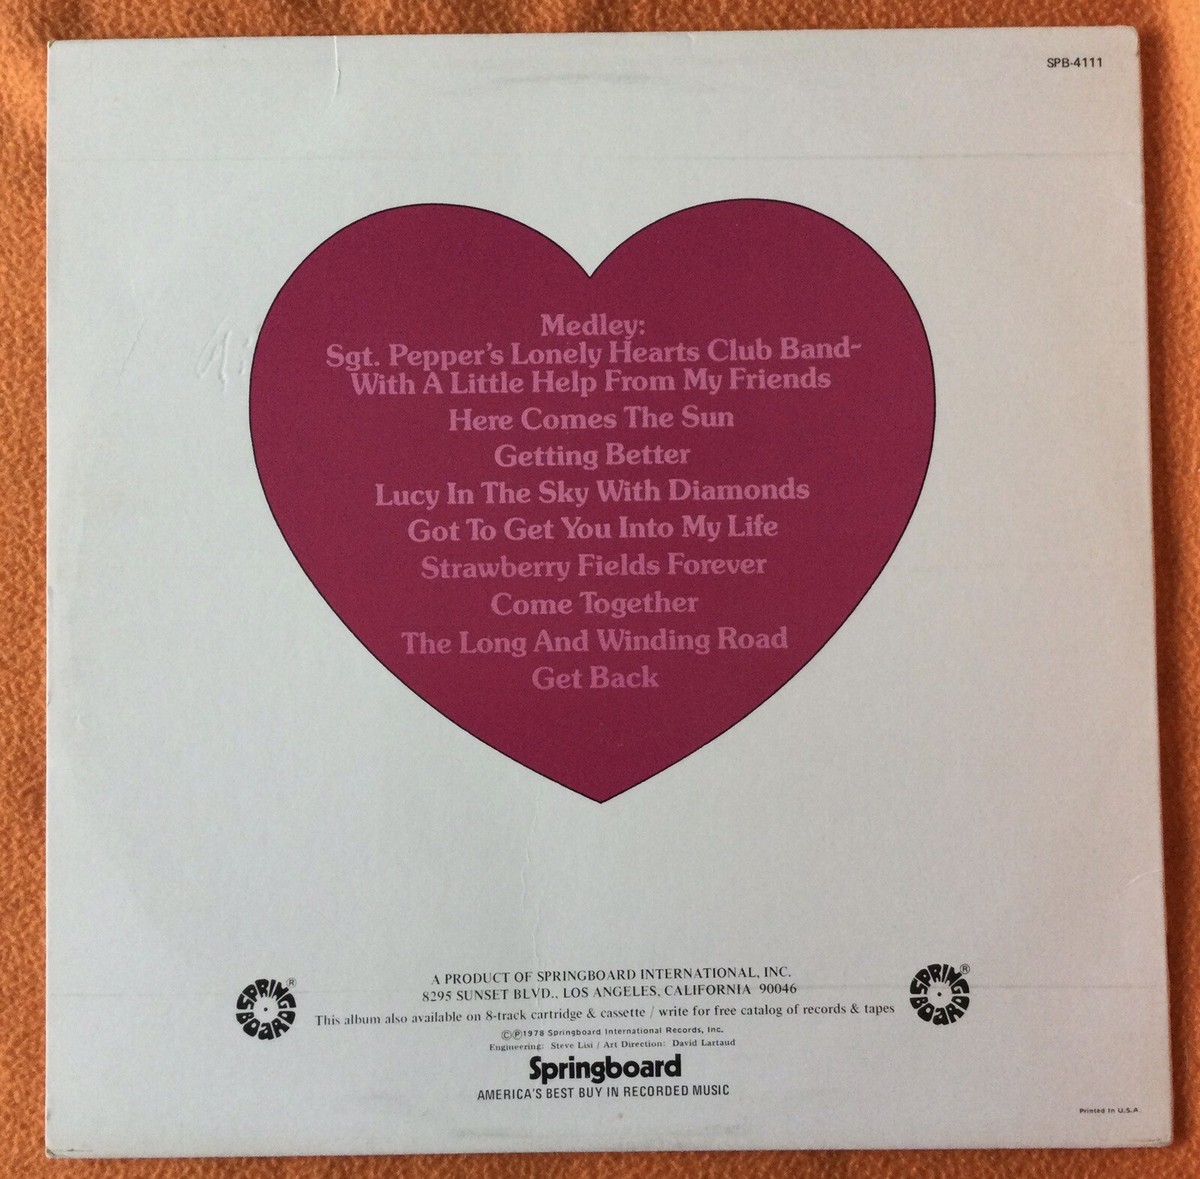 SPB-4111
Medley:
Sgt. Pepper's Lonely Hearts Club Band-
With A Little Help From My Friends
Here Comes The Sun
Getting Better
Lucy In The Sky With Diamonds
Got To Get You Into My Life
Strawberry Fields Forever
Come Together
The Long And Winding Road
Get Back
SPRING BOARD ®
A PRODUCT OF SPRINGBOARD INTERNATIONAL, INC.
8295 SUNSET BLVD., LOS ANGELES, CALIFORNIA 90046
This album also available on 8-track cartridge & cassette / write for free catalog of records & tapes
©℗1978 Springboard International Records, Inc.
Engineering: Steve Lisi / Art Direction: David Lartaud
Springboard
AMERICA'S BEST BUY IN RECORDED MUSIC
SPRING BOARD ®
Printed In U.S.A.